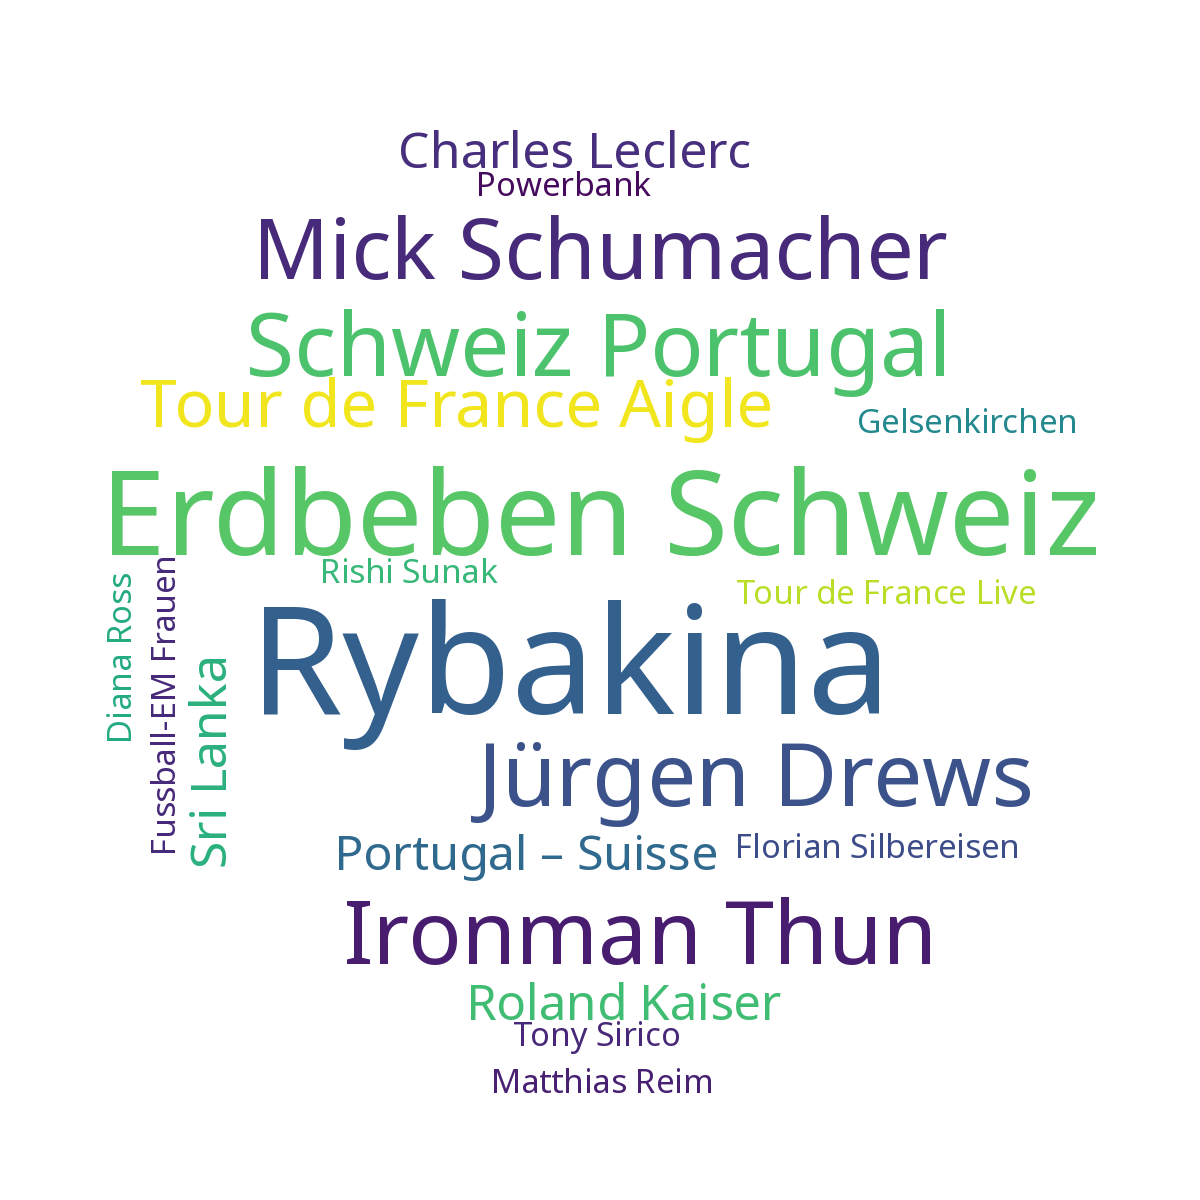 Charles Leclerc
Powerbank
Mick Schumacher
Schweiz Portugal
Tour de France Aigle
Gelsenkirchen
Erdbeben Schweiz
Rishi Sunak
Tour de France Live
Diana Ross
Fussball-EM Frauen
Sri Lanka
Rybakina
Jürgen Drews
Portugal – Suisse
Florian Silbereisen
Ironman Thun
Roland Kaiser
Tony Sirico
Matthias Reim